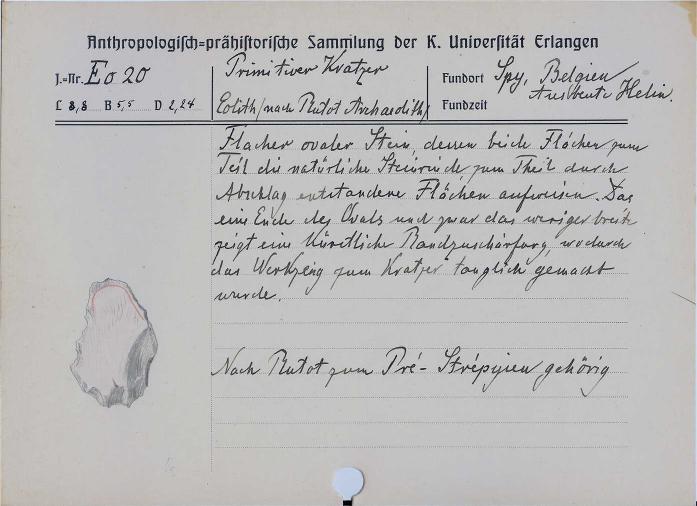 Anthropologisch=prähistorische Sammlung der K. Universität Erlangen
J.=Nr. Eo 20
Primitiver Kratzer
Fundort Spy, Belgien
Ausbeute Helin.
L 8,8 B 5,5 D 2,24
Eolith/nach Rutot Archaeolith/
Fundzeit
Flacher ovaler Stein, dessen beide Flächen zum
Teil die natürliche Steinrinde, zum Theil durch
Abschlag entstandene Flächen aufweisen. Das
eine Ende des Ovals und zwar das weniger breite
zeigt eine künstliche Randzuschärfung, wodurch
das Werkzeug zum Kratzer tauglich gemacht
wurde.
Nach Rutot zum Pré-Strépyien gehörig